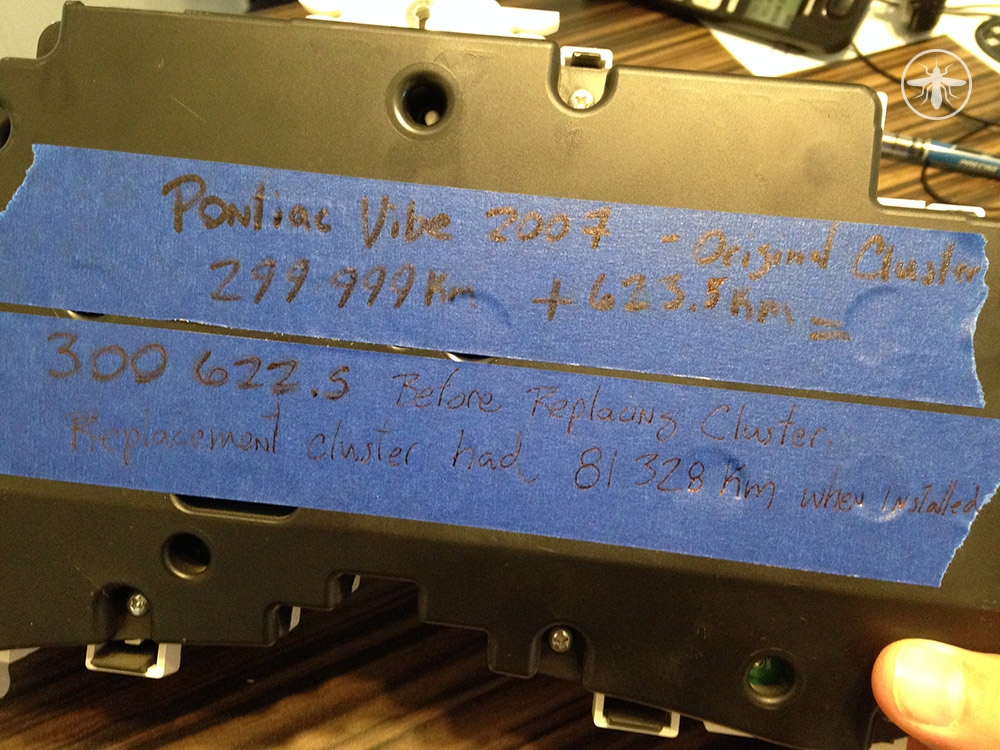 Pontiac Vibe 2007 - Original Cluster
299 999 Km + 623.5 Km =
300 622.5 Before Replacing Cluster.
Replacement cluster had 81 328 Km when installed